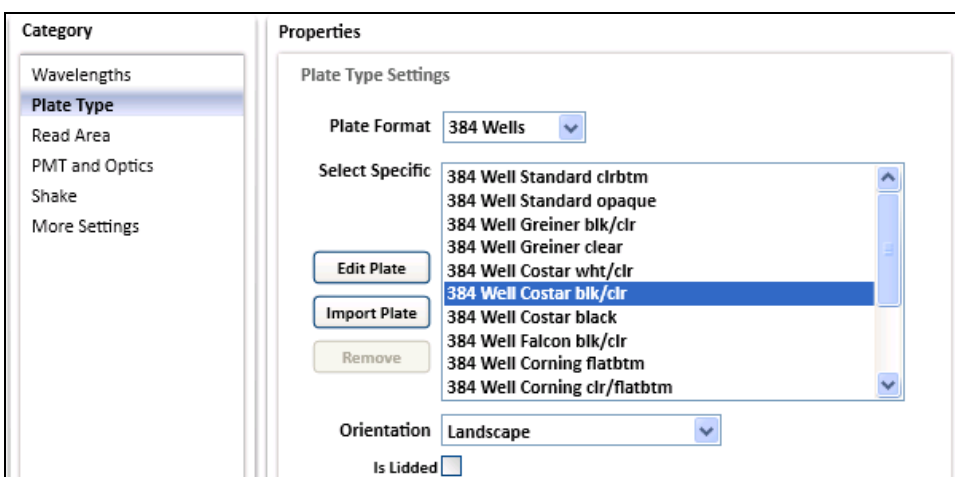 Category
Wavelengths
Plate Type
Read Area
PMT and Optics
Shake
More Settings
Properties
Plate Type Settings
Plate Format 384 Wells
Select Specific
384 Well Standard clrbtm
384 Well Standard opaque
384 Well Greiner blk/clr
384 Well Greiner clear
384 Well Costar wht/clr
384 Well Costar blk/clr
384 Well Costar black
384 Well Falcon blk/clr
384 Well Corning flatbtm
384 Well Corning clr/flatbtm
Edit Plate
Import Plate
Remove
Orientation Landscape
Is Lidded